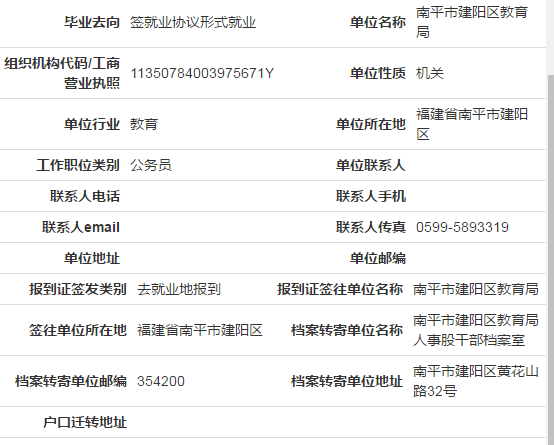 毕业去向 签就业协议形式就业 单位名称 南平市建阳区教育
局
组织机构代码/工商
营业执照 11350784003975671Y 单位性质 机关
单位行业 教育 单位所在地 福建省南平市建阳
区
工作职位类别 公务员 单位联系人
联系人电话 联系人手机
联系人email 联系人传真 0599-5893319
单位地址 单位邮编
报到证签发类别 去就业地报到 报到证签往单位名称 南平市建阳区教育局
签往单位所在地 福建省南平市建阳区 档案转寄单位名称 南平市建阳区教育局
人事股干部档案室
档案转寄单位邮编 354200 档案转寄单位地址 南平市建阳区黄花山
路32号
户口迁转地址